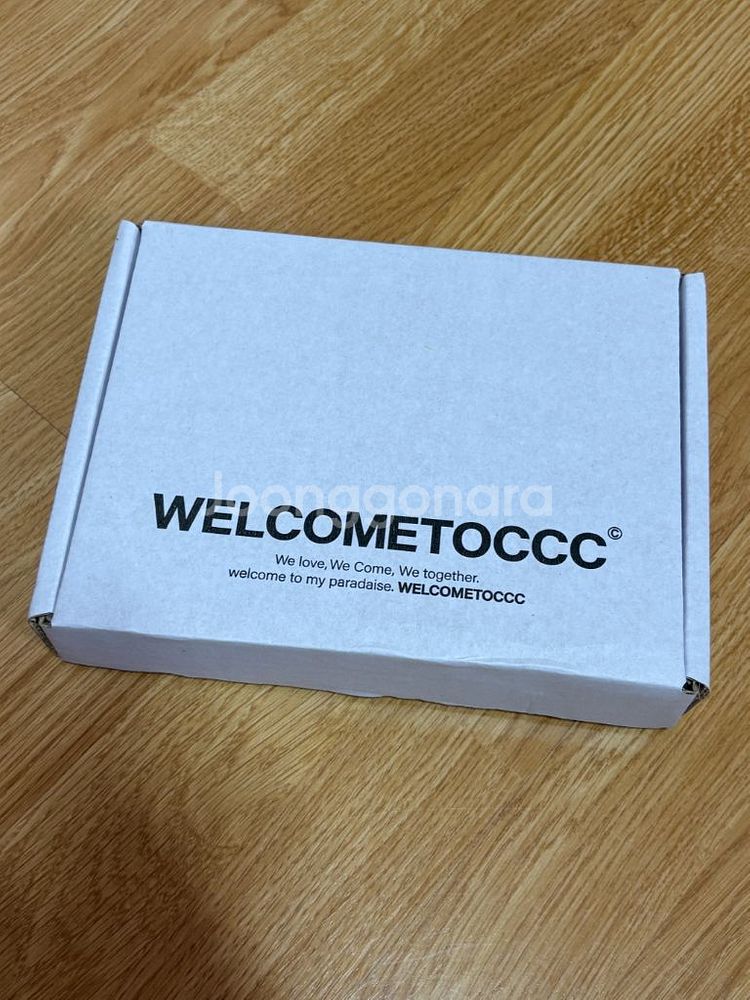 Joonggonara
WELCOMETOCCC©
We love, We Come, We together.
welcome to my paradaise. WELCOMETOCCC